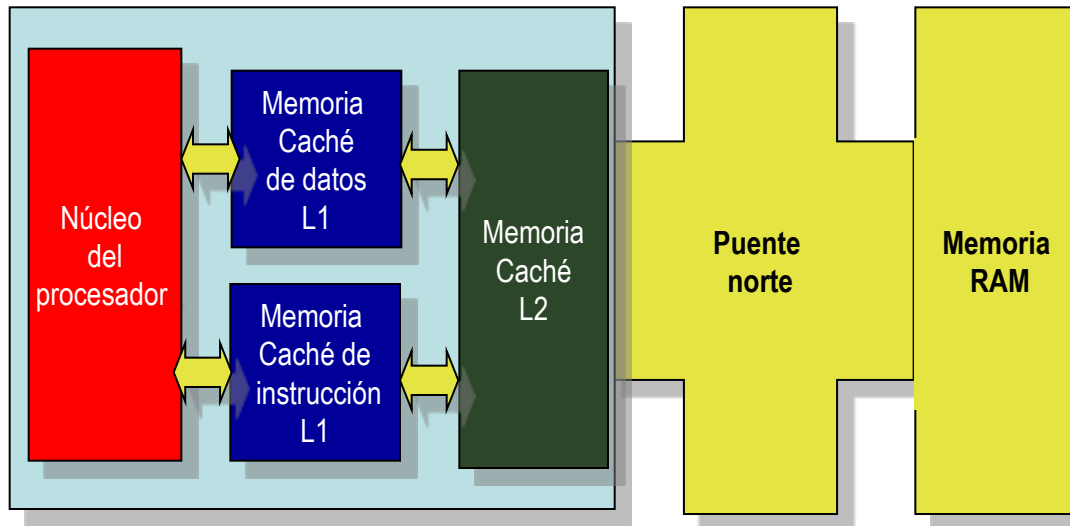 Núcleo
del
procesador
Memoria
Caché
de datos
L1
Memoria
Caché de
instrucción
L1
Memoria
Caché
L2
Puente
norte
Memoria
RAM